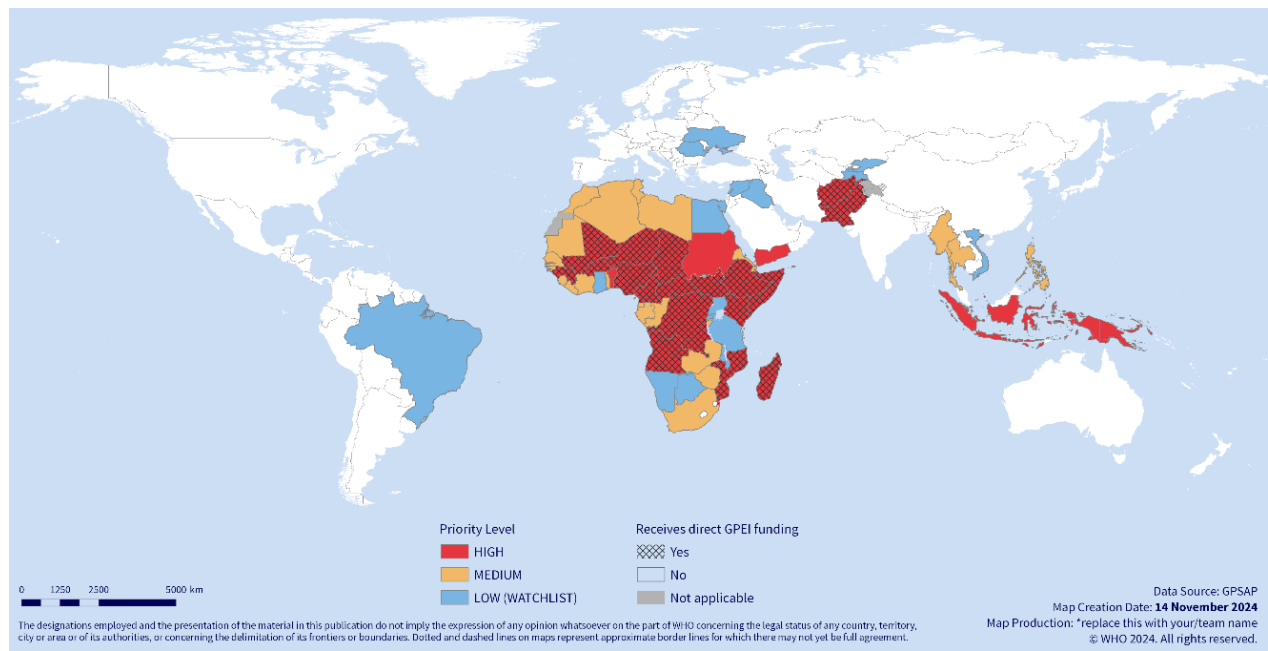 Priority Level
HIGH
MEDIUM
LOW (WATCHLIST)
Receives direct GPEI funding
Yes
No
Not applicable
0 1250 2500 5000 km
The designations employed and the presentation of the material in this publication do not imply the expression of any opinion whatsoever on the part of WHO concerning the legal status of any country, territory,
city or area or of its authorities, or concerning the delimitation of its frontiers or boundaries. Dotted and dashed lines on maps represent approximate border lines for which there may not yet be full agreement.
Data Source: GPSAP
Map Creation Date: 14 November 2024
Map Production: *replace this with your/team name
© WHO 2024. All rights reserved.